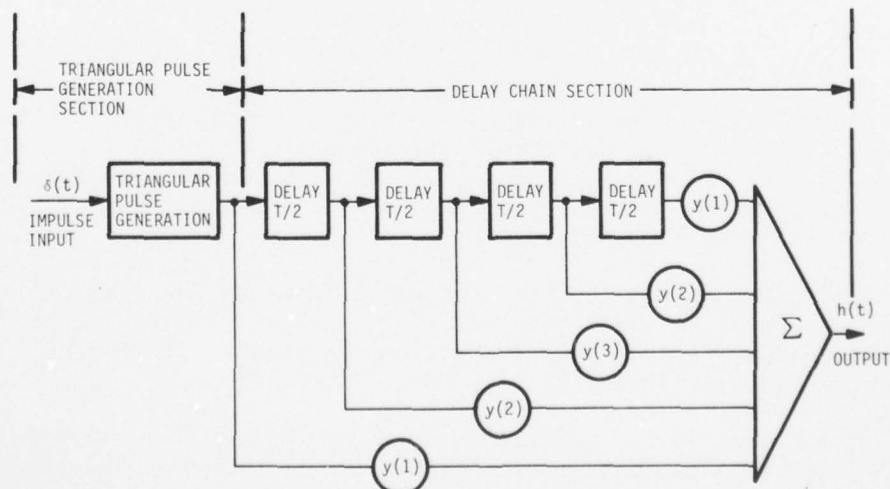 TRIANGULAR PULSE
GENERATION
SECTION
DELAY CHAIN SECTION
δ(t)
IMPULSE
INPUT
TRIANGULAR
PULSE
GENERATION
DELAY
T/2
DELAY
T/2
DELAY
T/2
DELAY
T/2
y(1)
y(2)
y(3)
y(2)
y(1)
Σ
h(t)
OUTPUT